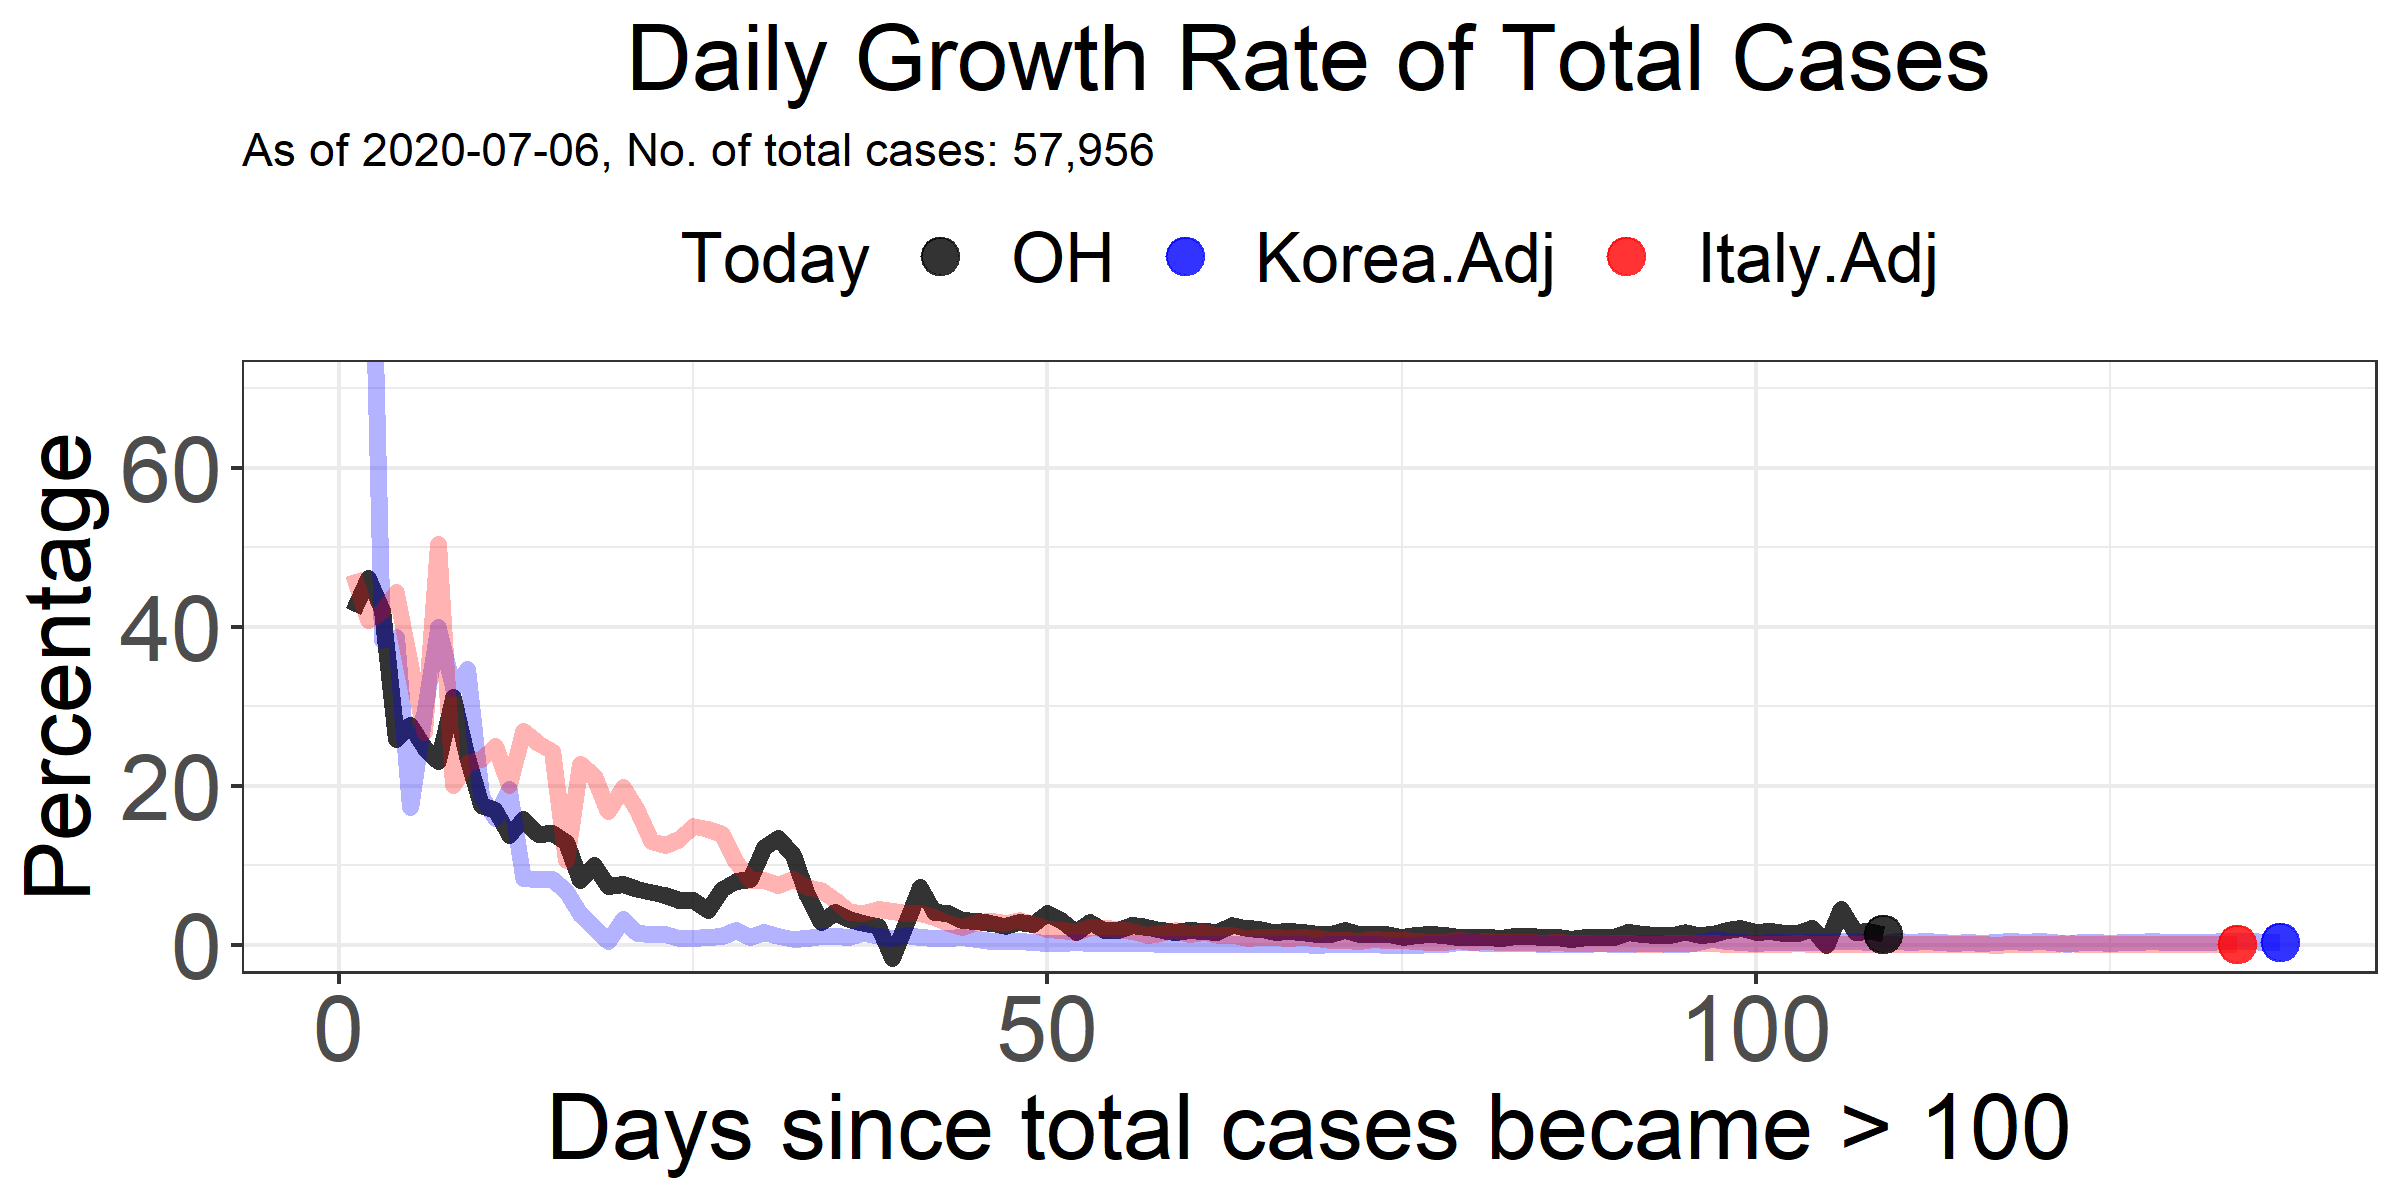 Daily Growth Rate of Total Cases
As of 2020-07-06, No. of total cases: 57,956
Today OH Korea.Adj Italy.Adj
Percentage
60
40
20
0
0 50 100
Days since total cases became > 100